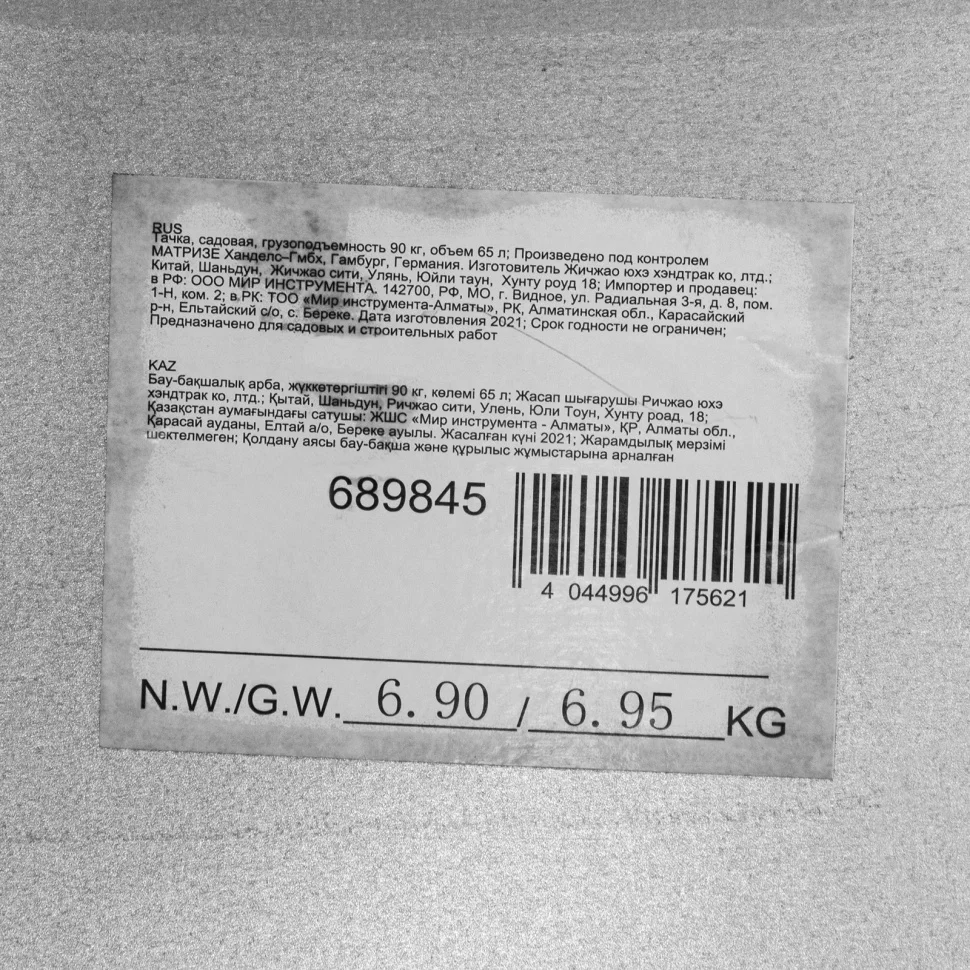 RUS
Тачка, садовая, грузоподъемность 90 кг, объем 65 л; Произведено под контролем
МАТРИЗЕ Ханделс–Гмбх, Гамбург, Германия. Изготовитель Жичжао юхэ хэндтрак ко, лтд.;
Китай, Шаньдун, Жичжао сити, Улянь, Юйли таун, Хунту роуд 18; Импортер и продавец:
в РФ: ООО МИР ИНСТРУМЕНТА. 142700, РФ, МО, г. Видное, ул. Радиальная 3-я, д. 8, пом.
1-Н, ком. 2; в РК: ТОО «Мир инструмента-Алматы», РК, Алматинская обл., Карасайский
р-н, Ельтайский с/о, с. Береке. Дата изготовления 2021; Срок годности не ограничен;
Предназначено для садовых и строительных работ
KAZ
Бау-бақшалық арба, жүккөтергіштігі 90 кг, көлемі 65 л; Жасап шығарушы Ричжао юхэ
хэндтрак ко, лтд.; Қытай, Шаньдун, Ричжао сити, Улень, Юли Тоун, Хунту роад, 18;
Қазақстан аумағындағы сатушы: ЖШС «Мир инструмента - Алматы», ҚР, Алматы обл.,
Қарасай ауданы, Елтай а/о, Береке ауылы. Жасалған күні 2021; Жарамдылық мерзімі
шектелмеген; Қолдану аясы бау-бақша және құрылыс жұмыстарына арналған
689845
4 044996 175621
N.W./G.W. 6.90 / 6.95 KG